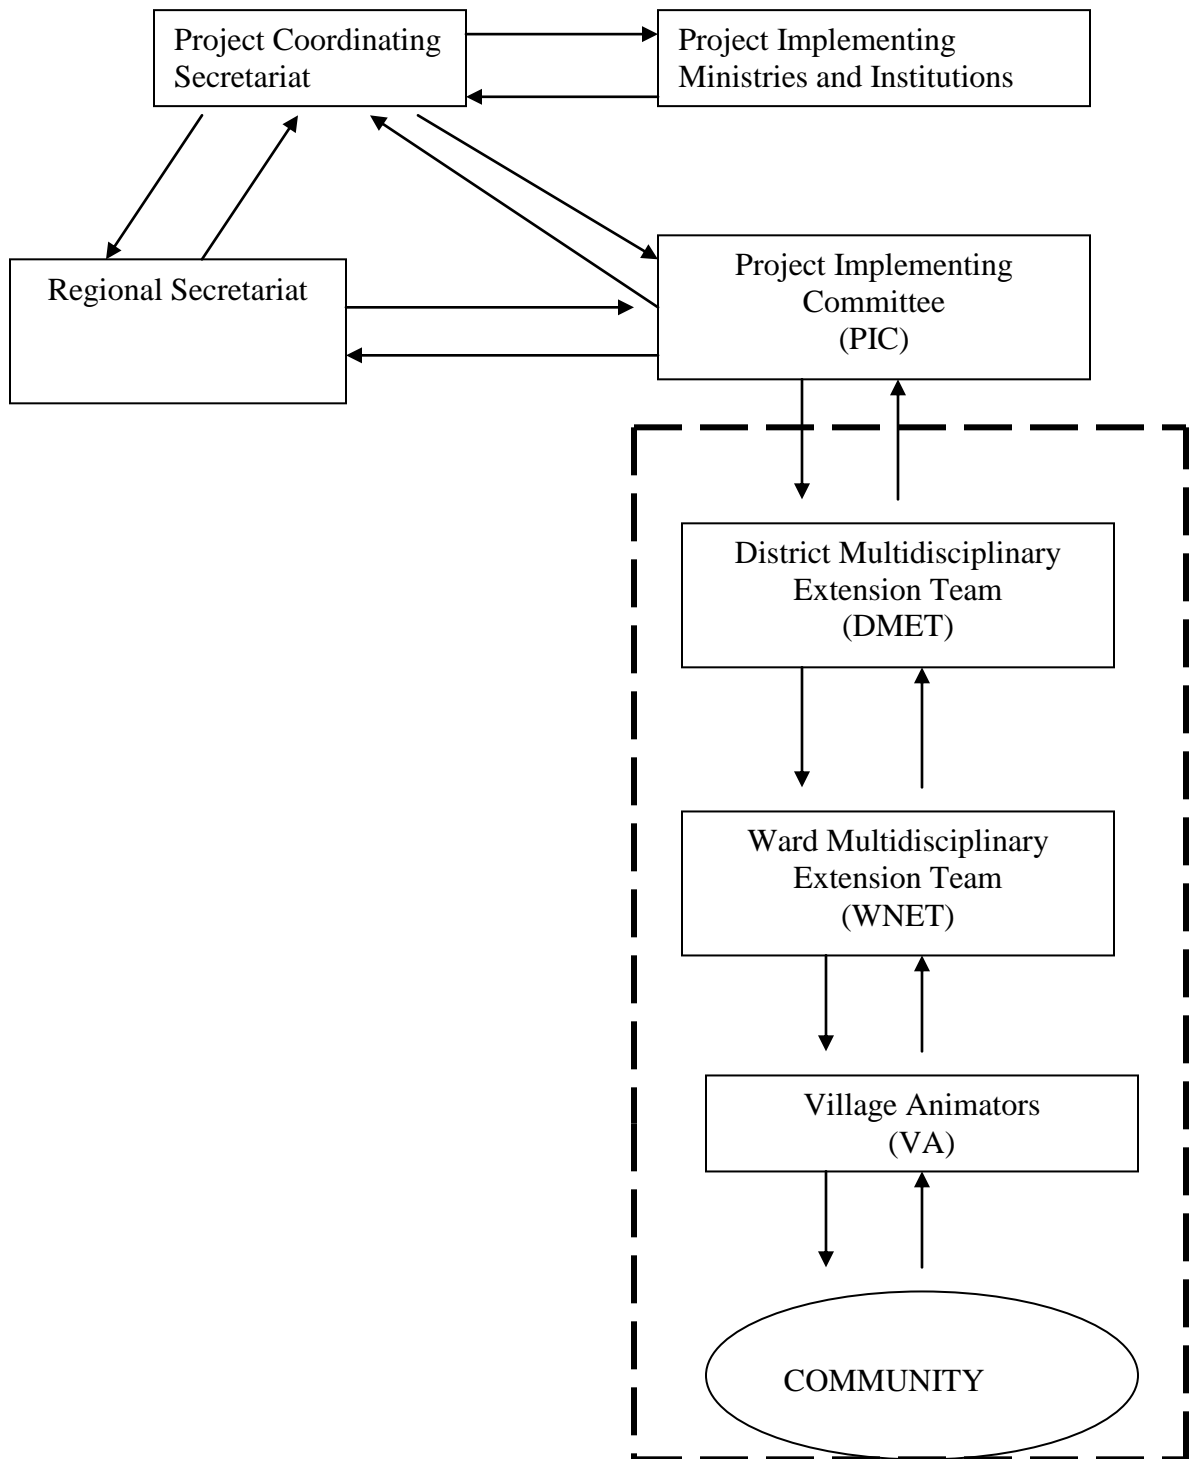 Project Coordinating
Secretariat
Project Implementing
Ministries and Institutions
Regional Secretariat
Project Implementing
Committee
(PIC)
District Multidisciplinary
Extension Team
(DMET)
Ward Multidisciplinary
Extension Team
(WNET)
Village Animators
(VA)
COMMUNITY